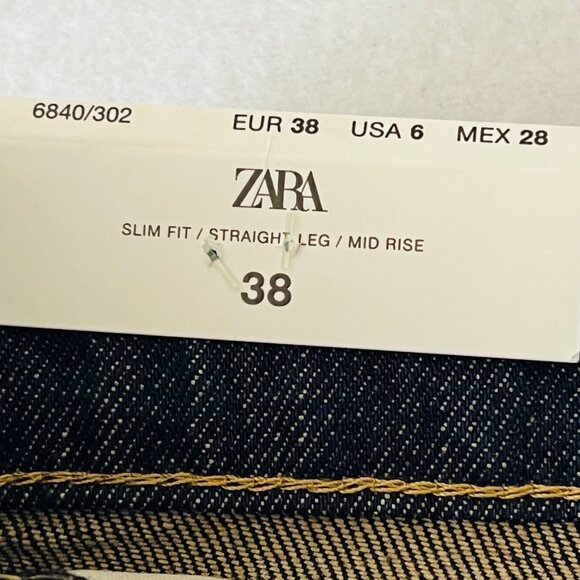 6840/302 EUR 38 USA 6 MEX 28
ZARA
SLIM FIT / STRAIGHT LEG / MID RISE
38